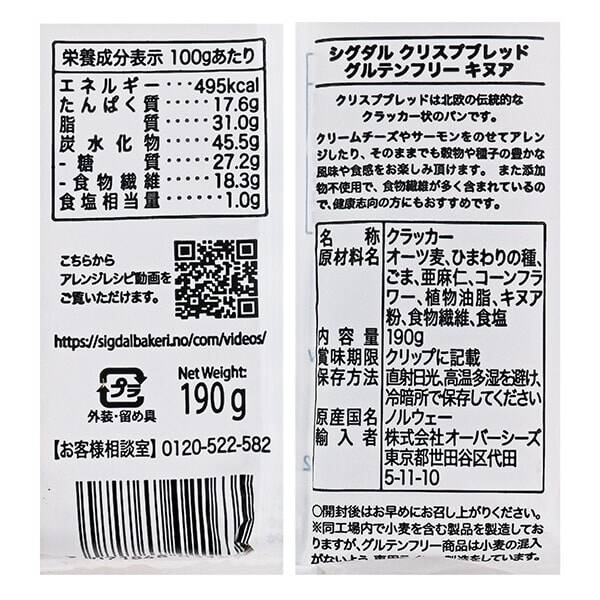 栄養成分表示 100gあたり
エネルギー‥‥495kcal
たんぱく質‥‥‥17.6g
脂　　　質‥‥‥31.0g
炭水化物‥‥‥45.5g
- 糖　　質‥‥‥27.2g
- 食物繊維‥‥‥18.3g
食塩相当量‥‥‥1.0g
こちらから
アレンジレシピ動画を
ご覧いただけます。
https://sigdalbakeri.no/com/videos/
プラ
外装・留め具
Net Weight:
190 g
【お客様相談室】0120-522-582
シグダル クリスプブレッド
グルテンフリー キヌア
クリスプブレッドは北欧の伝統的な
クラッカー状のパンです。
クリームチーズやサーモンをのせてアレン
ジしたり、そのままでも穀物や種子の豊かな
風味や食感をお楽しみ頂けます。 また添加
物不使用で、食物繊維が多く含まれているの
で、健康志向の方にもおすすめです。
名称 クラッカー
原材料名 オーツ麦、ひまわりの種、
ごま、亜麻仁、コーンフラ
ワー、植物油脂、キヌア
粉、食物繊維、食塩
内容量 190g
賞味期限 クリップに記載
保存方法 直射日光、高温多湿を避け、
冷暗所で保存してください
原産国名 ノルウェー
輸入者 株式会社オーバーシーズ
東京都世田谷区代田
5-11-10
〇開封後はお早めにお召し上がりください。
※同工場内で小麦を含む製品を製造してお
りますが、グルテンフリー商品は小麦の混入
がないよう